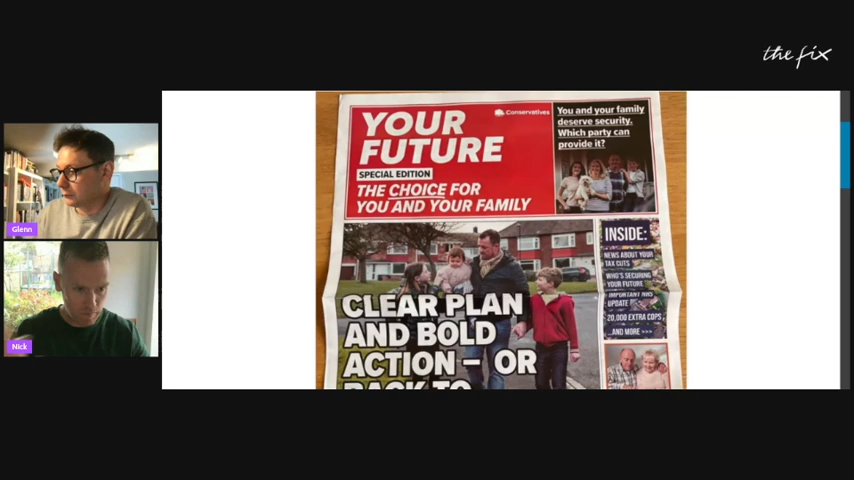 the fix
Glenn
Nick
YOUR
FUTURE
Conservatives
SPECIAL EDITION
THE CHOICE FOR
YOU AND YOUR FAMILY
You and your family
deserve security.
Which party can
provide it?
CLEAR PLAN
AND BOLD
ACTION – OR
BACK TO
INSIDE:
NEWS ABOUT YOUR
TAX CUTS
WHO'S SECURING
YOUR FUTURE
IMPORTANT NHS
UPDATE
20,000 EXTRA COPS
...AND MORE >>>